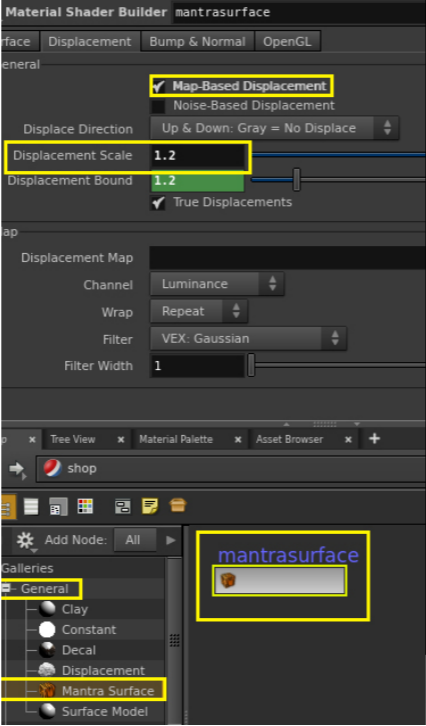 Material Shader Builder mantrasurface
rface Displacement Bump & Normal OpenGL
eneral
Map-Based Displacement
Noise-Based Displacement
Displace Direction Up & Down: Gray = No Displace
Displacement Scale 1.2
Displacement Bound 1.2
True Displacements
ap
Displacement Map
Channel Luminance
Wrap Repeat
Filter VEX: Gaussian
Filter Width 1
p x Tree View x Material Palette x Asset Browser x +
shop
Add Node: All
Galleries
General
Clay
Constant
Decal
Displacement
Mantra Surface
Surface Model
mantrasurface